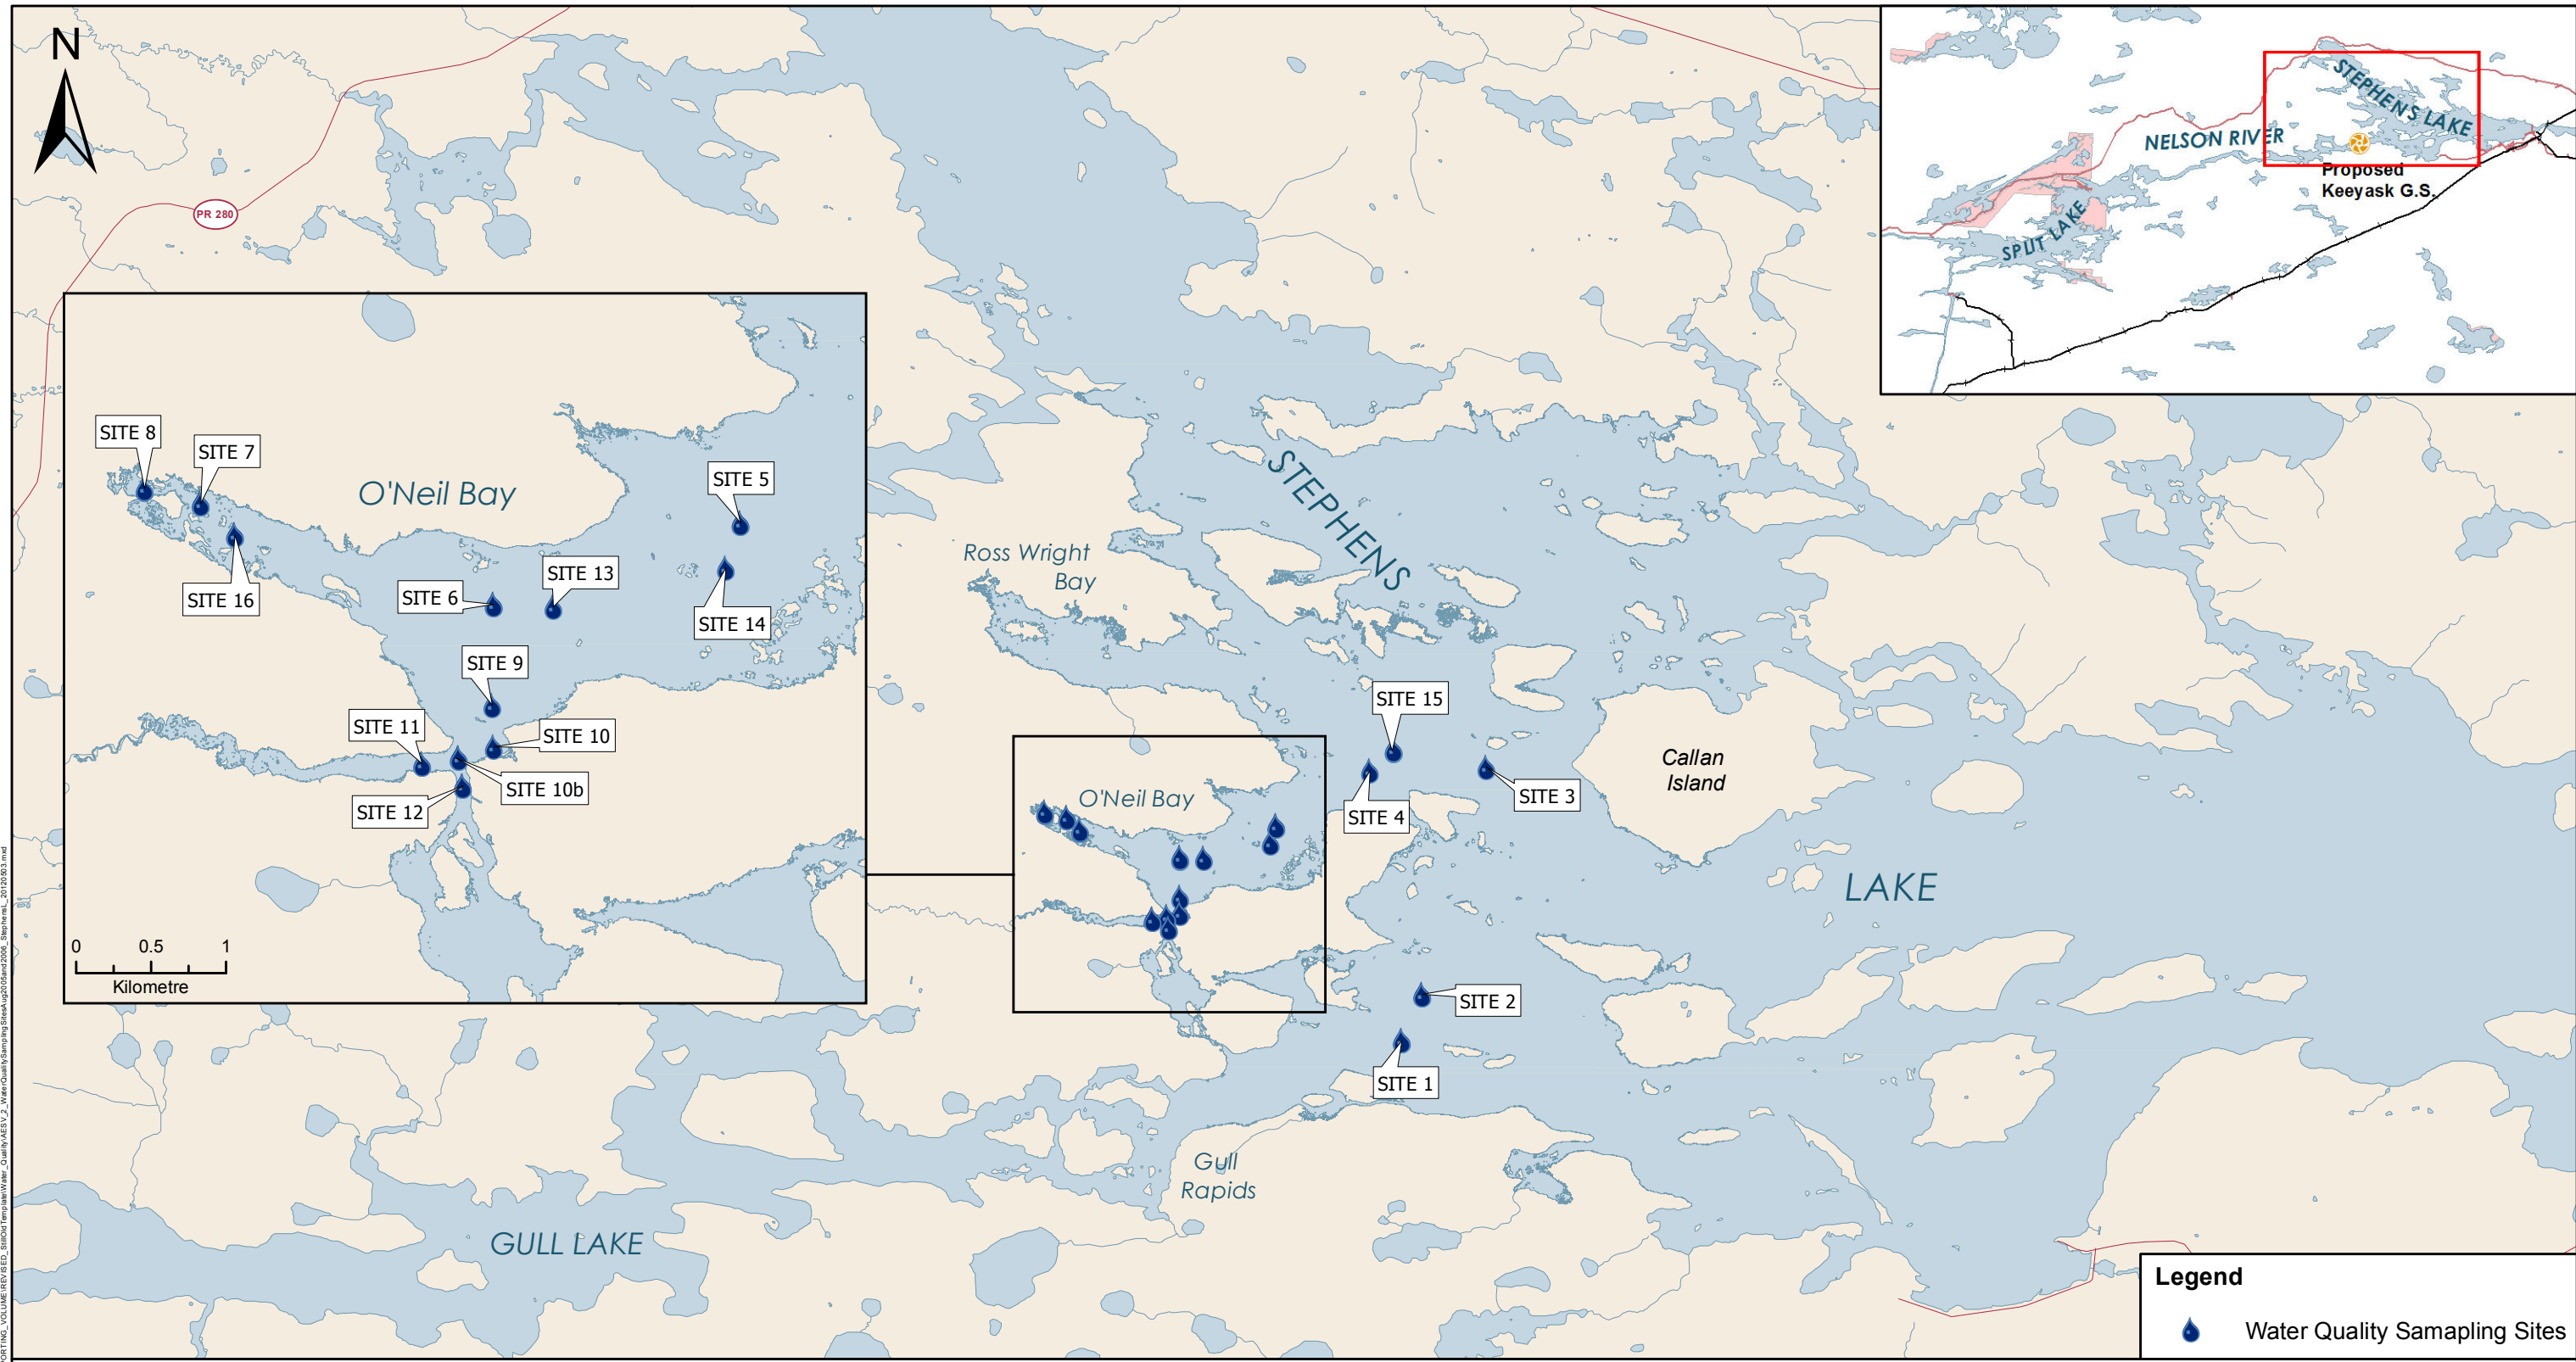 N
PR 280
STEPHENS LAKE
NELSON RIVER
Proposed
Keeyask G.S.
SPLIT LAKE
SITE 8
SITE 7
O'Neil Bay
SITE 5
SITE 16
SITE 6
SITE 13
SITE 14
SITE 9
SITE 11
SITE 10
SITE 10b
SITE 12
0 0.5 1
Kilometre
STEPHENS
Ross Wright
Bay
SITE 15
Callan
Island
SITE 3
SITE 4
O'Neil Bay
LAKE
SITE 2
SITE 1
Gull
Rapids
GULL LAKE
Legend
Water Quality Samapling Sites